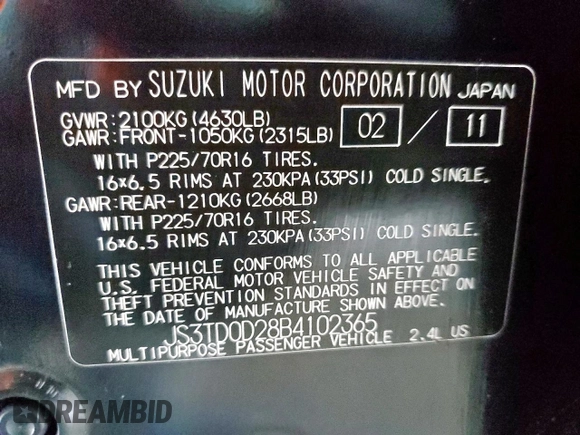 MFD BY SUZUKI MOTOR CORPORATION JAPAN
GVWR:2100KG(4630LB)
GAWR:FRONT-1050KG(2315LB) 02 / 11
WITH P225/70R16 TIRES.
16×6.5 RIMS AT 230KPA(33PSI) COLD SINGLE.
GAWR:REAR-1210KG(2668LB)
WITH P225/70R16 TIRES.
16×6.5 RIMS AT 230KPA(33PSI) COLD SINGLE.
THIS VEHICLE CONFORMS TO ALL APPLICABLE
U.S. FEDERAL MOTOR VEHICLE SAFETY AND
THEFT PREVENTION STANDARDS IN EFFECT ON
THE DATE OF MANUFACTURE SHOWN ABOVE.
JS3TD0D28B4102365
MULTIPURPOSE PASSENGER VEHICLE 2.4L US
DREAMBID